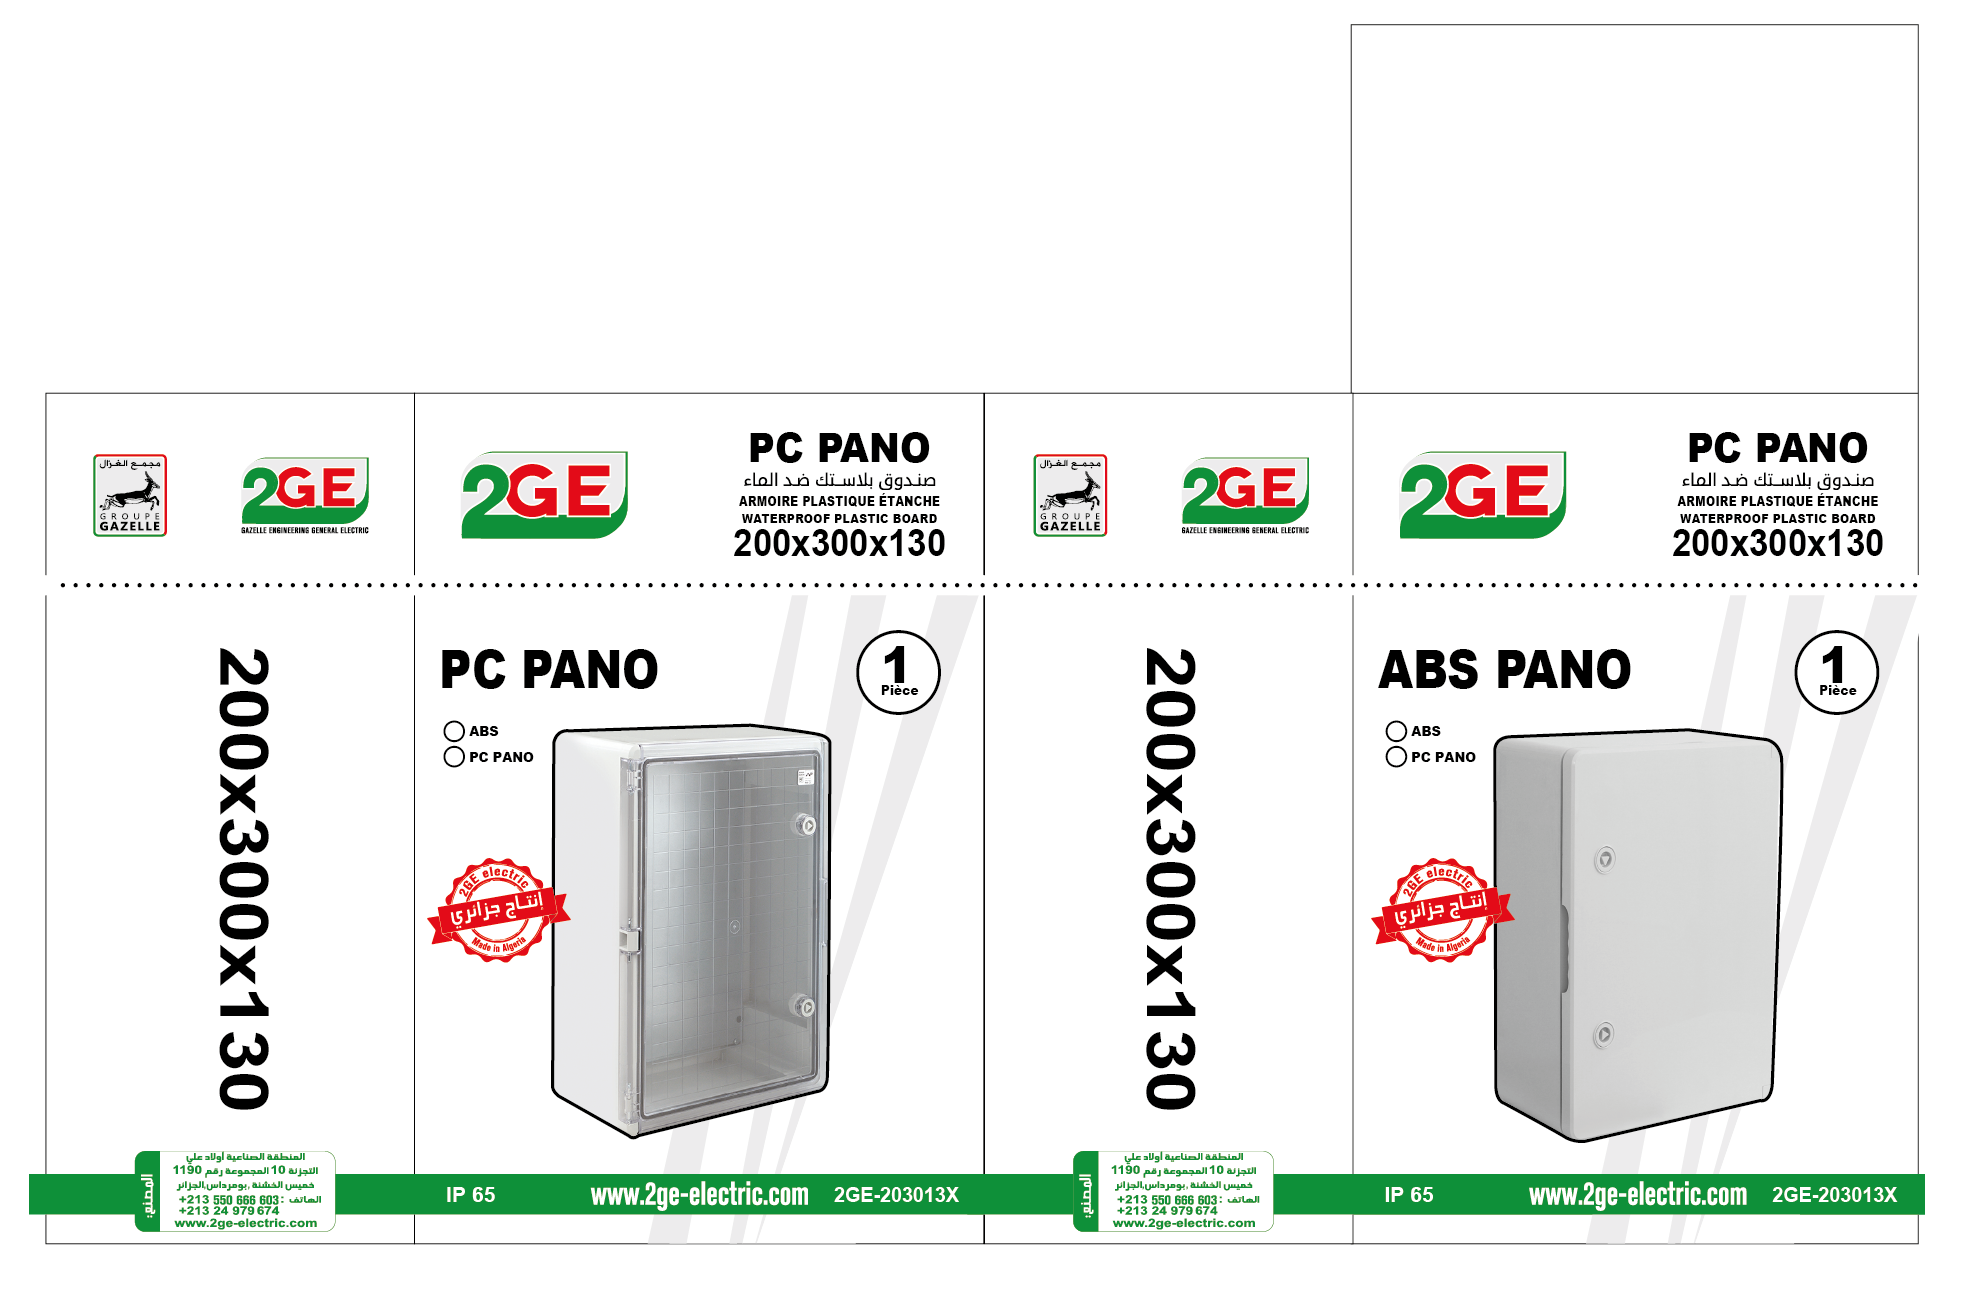 مجمع الغزال
GROUPE
GAZELLE
2GE
GAZELLE ENGINEERING GENERAL ELECTRIC
2GE
PC PANO
صندوق بلاستك ضد الماء
ARMOIRE PLASTIQUE ÉTANCHE
WATERPROOF PLASTIC BOARD
200x300x130
مجمع الغزال
GROUPE
GAZELLE
2GE
GAZELLE ENGINEERING GENERAL ELECTRIC
2GE
PC PANO
صندوق بلاستك ضد الماء
ARMOIRE PLASTIQUE ÉTANCHE
WATERPROOF PLASTIC BOARD
200x300x130
200x300x130
PC PANO
1
Pièce
ABS
PC PANO
2GE electric
إنتاج جزائري
Made in Algeria
200x300x130
ABS PANO
1
Pièce
ABS
PC PANO
2GE electric
إنتاج جزائري
Made in Algeria
المصنع:
المنطقة الصناعية أولاد علي
التجزئة 10 المجموعة رقم 1190
خميس الخشنة ,بومرداس,الجزائر
الهاتف : 603 666 550 213+
+213 24 979 674
www.2ge-electric.com
IP 65
www.2ge-electric.com
2GE-203013X
المصنع:
المنطقة الصناعية أولاد علي
التجزئة 10 المجموعة رقم 1190
خميس الخشنة ,بومرداس,الجزائر
الهاتف : 603 666 550 213+
+213 24 979 674
www.2ge-electric.com
IP 65
www.2ge-electric.com
2GE-203013X